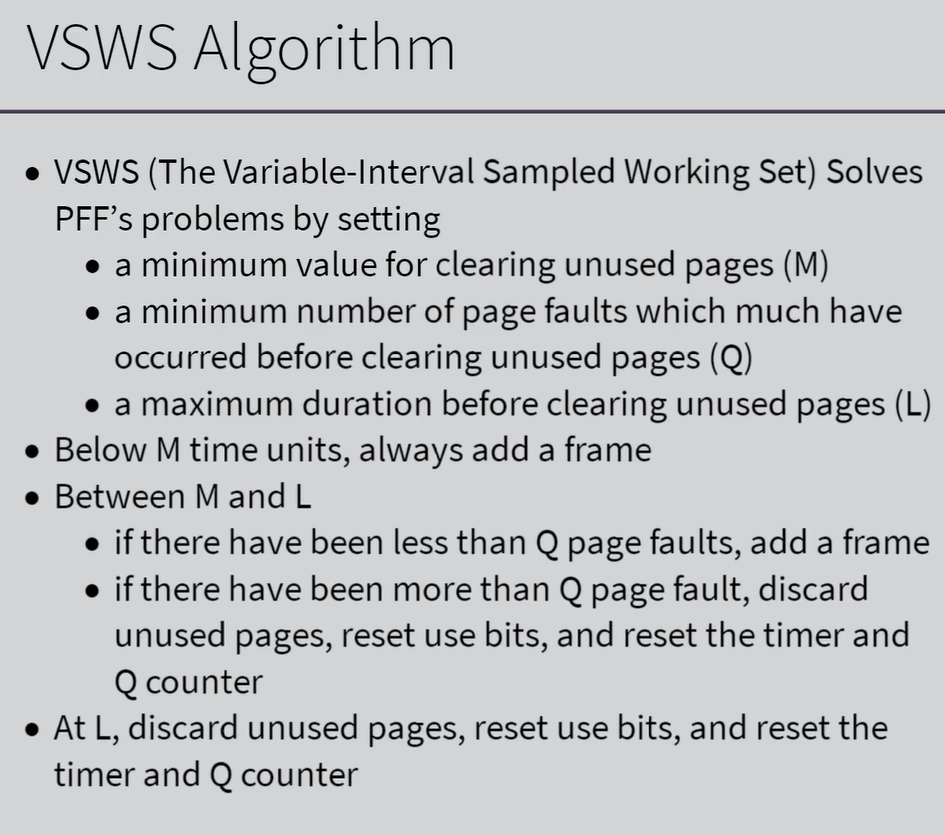 VSWS Algorithm
• VSWS (The Variable-Interval Sampled Working Set) Solves
PFF's problems by setting
• a minimum value for clearing unused pages (M)
• a minimum number of page faults which much have
occurred before clearing unused pages (Q)
• a maximum duration before clearing unused pages (L)
• Below M time units, always add a frame
• Between M and L
• if there have been less than Q page faults, add a frame
• if there have been more than Q page fault, discard
unused pages, reset use bits, and reset the timer and
Q counter
• At L, discard unused pages, reset use bits, and reset the
timer and Q counter